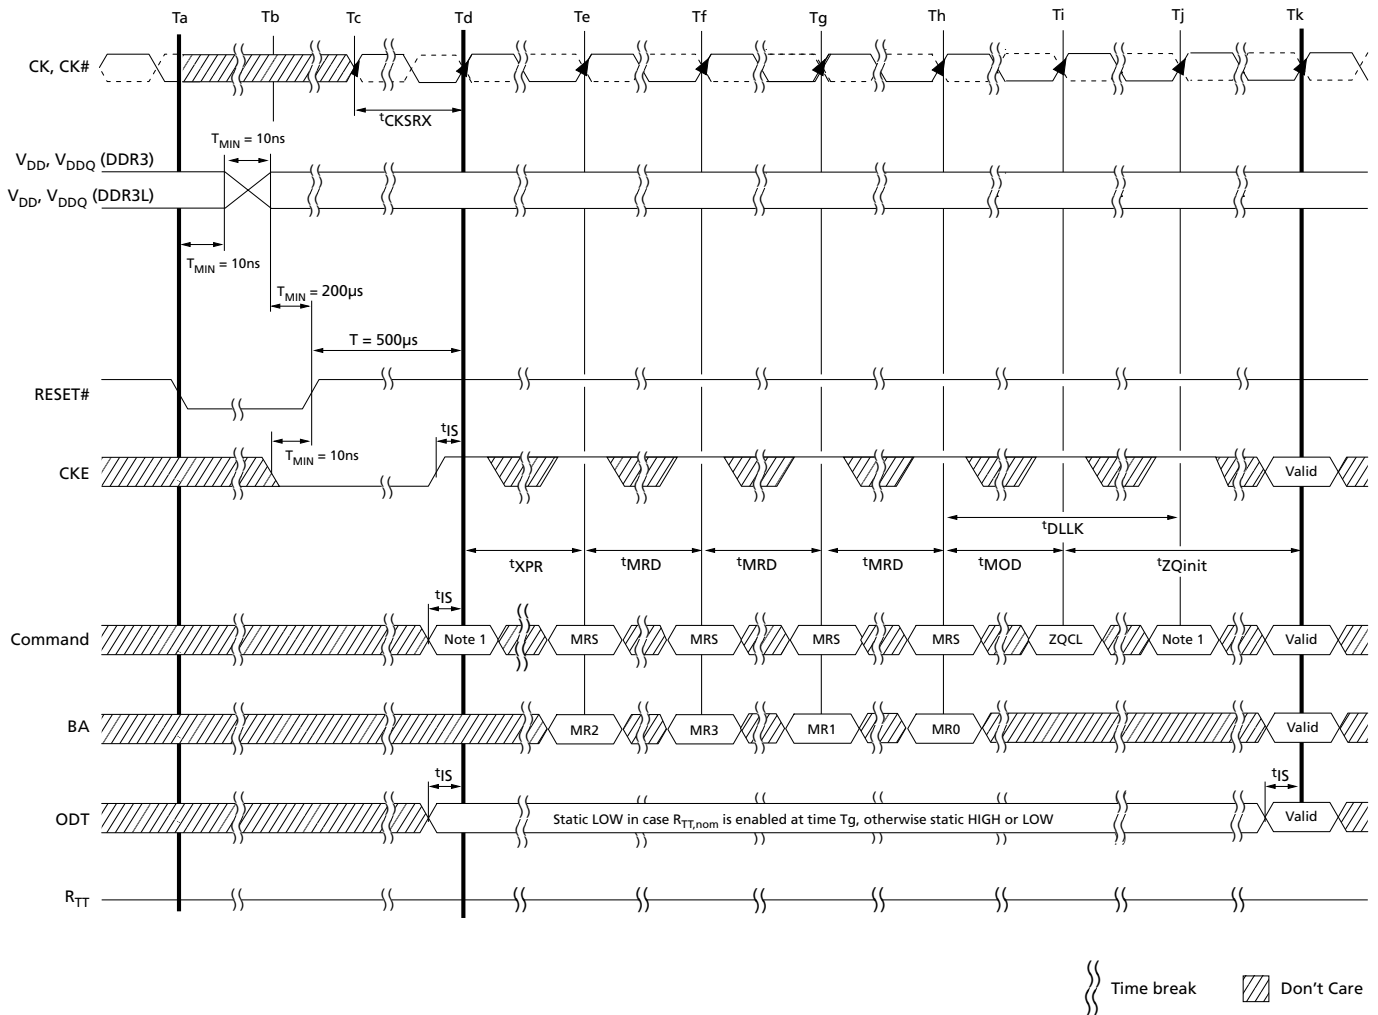 Ta Tb Tc Td Te Tf Tg Th Ti Tj Tk
CK, CK#
tCKSRX
TMIN = 10ns
VDD, VDDQ (DDR3)
VDD, VDDQ (DDR3L)
TMIN = 10ns
TMIN = 200µs
T = 500µs
RESET#
tIS
TMIN = 10ns
CKE
Valid
tDLLK
tXPR tMRD tMRD tMRD tMOD tZQinit
tIS
Command Note 1 MRS MRS MRS MRS ZQCL Note 1 Valid
BA MR2 MR3 MR1 MR0 Valid
tIS tIS
ODT Static LOW in case RTT,nom is enabled at time Tg, otherwise static HIGH or LOW Valid
RTT
Time break Don't Care